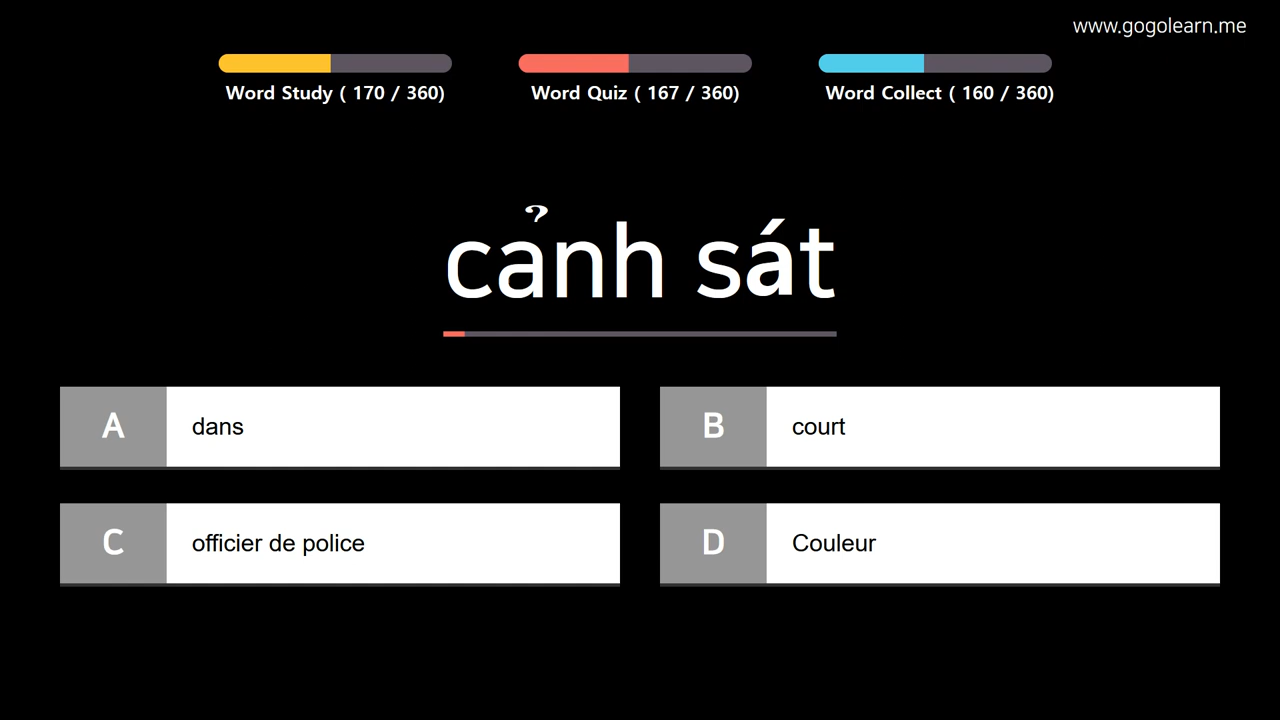 www.gogolearn.me
Word Study ( 170 / 360)
Word Quiz ( 167 / 360)
Word Collect ( 160 / 360)
cảnh sát
A dans
B court
C officier de police
D Couleur